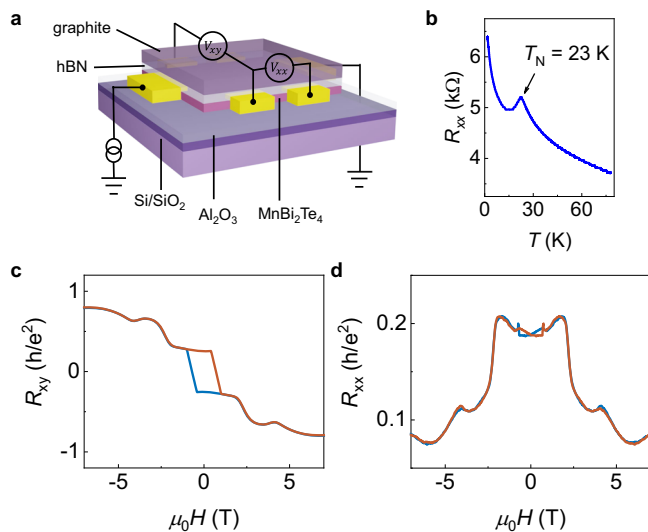 a
graphite
hBN
Vxy
Vxx
Si/SiO₂
Al₂O₃
MnBi₂Te₄
b
Rxx (kΩ)
6
5
4
TN = 23 K
0
30
60
T (K)
c
Rxy (h/e²)
1
0
-1
-5
0
5
μ₀H (T)
d
Rxx (h/e²)
0.2
0.1
-5
0
5
μ₀H (T)